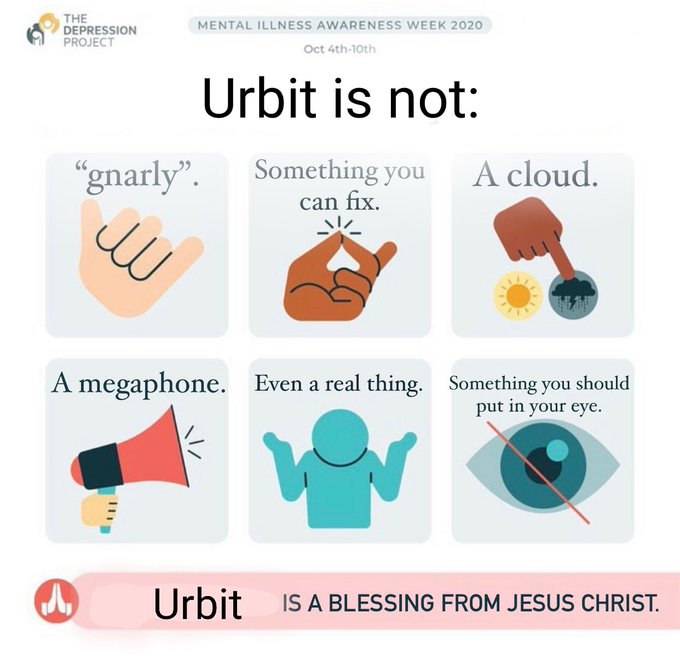 THE
DEPRESSION
PROJECT
MENTAL ILLNESS AWARENESS WEEK 2020
Oct 4th-10th
Urbit is not:
“gnarly”.
Something you
can fix.
A cloud.
A megaphone.
Even a real thing.
Something you should
put in your eye.
Urbit IS A BLESSING FROM JESUS CHRIST.